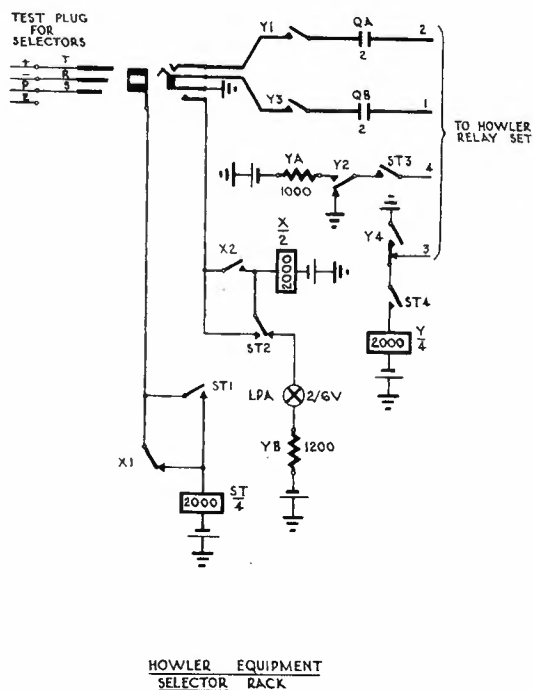 TEST PLUG
FOR
SELECTORS
+ T
- R
P S
Z
Y1
QA
2
2
Y3
QB
2
1
TO HOWLER
RELAY SET
YA
1000
Y2
ST3
4
Y4
3
ST4
2000
Y/4
X2
X/2
2000
ST2
LPA
2/6V
YB
1200
ST1
X1
2000
ST/4
HOWLER EQUIPMENT
SELECTOR RACK